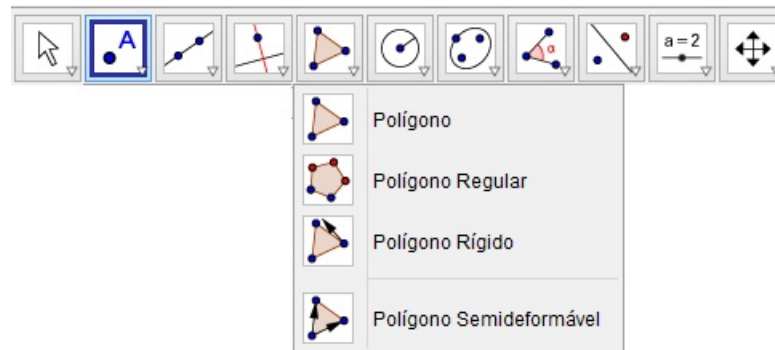 A
α
a = 2
Polígono
Polígono Regular
Polígono Rígido
Polígono Semideformável